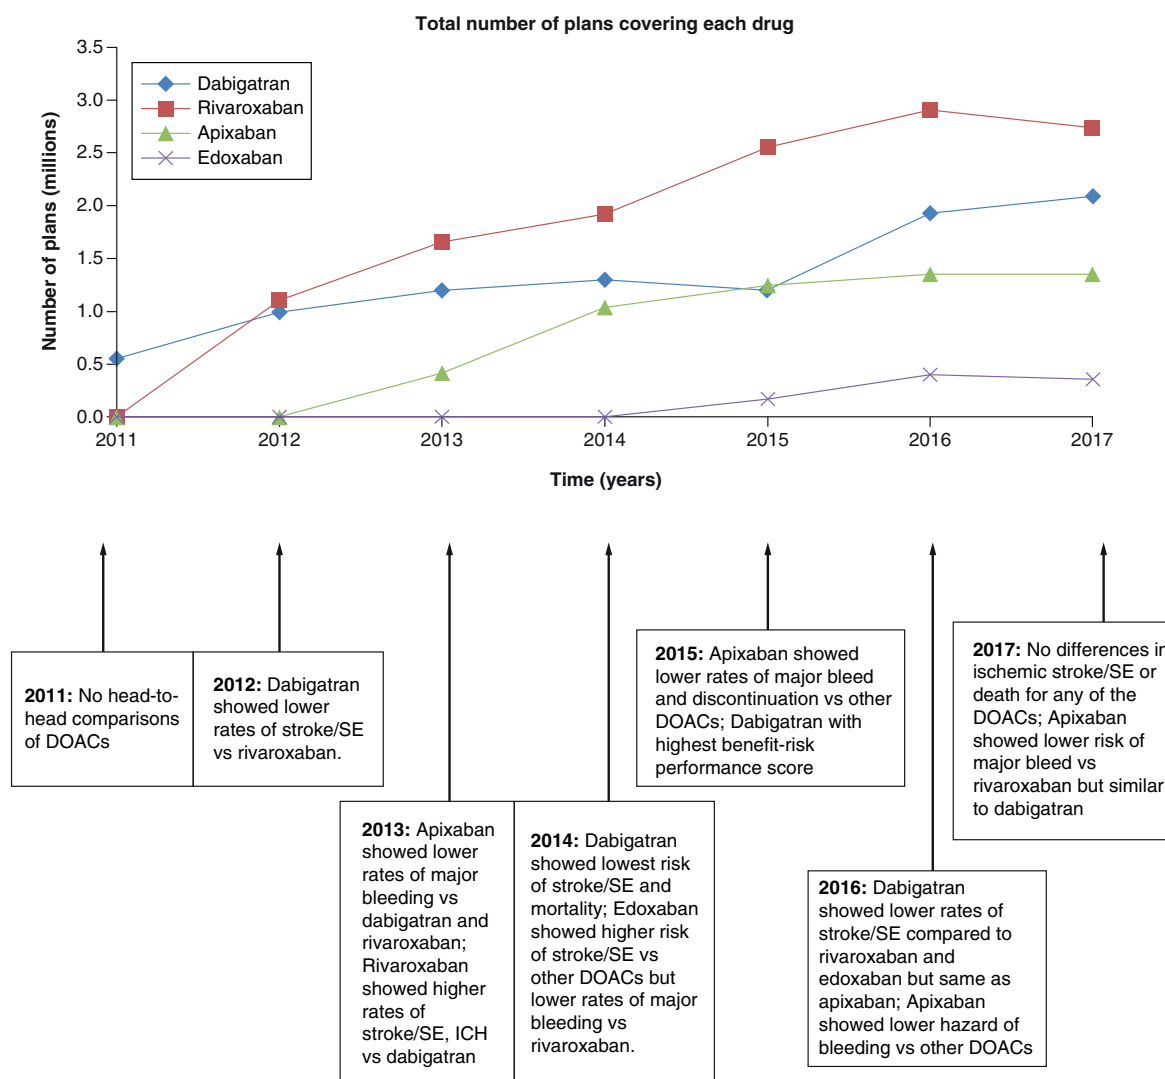 Total number of plans covering each drug
3.5
3.0
2.5
2.0
1.5
1.0
0.5
0.0
Number of plans (millions)
Dabigatran
Rivaroxaban
Apixaban
Edoxaban
2011 2012 2013 2014 2015 2016 2017
Time (years)
2011: No head-to-
head comparisons
of DOACs
2012: Dabigatran
showed lower
rates of stroke/SE
vs rivaroxaban.
2013: Apixaban
showed lower
rates of major
bleeding vs
dabigatran and
rivaroxaban;
Rivaroxaban
showed higher
rates of
stroke/SE, ICH
vs dabigatran
2014: Dabigatran
showed lowest risk
of stroke/SE and
mortality; Edoxaban
showed higher risk
of stroke/SE vs
other DOACs but
lower rates of major
bleeding vs
rivaroxaban.
2015: Apixaban showed
lower rates of major bleed
and discontinuation vs other
DOACs; Dabigatran with
highest benefit-risk
performance score
2016: Dabigatran
showed lower rates of
stroke/SE compared to
rivaroxaban and
edoxaban but same as
apixaban; Apixaban
showed lower hazard of
bleeding vs other DOACs
2017: No differences in
ischemic stroke/SE or
death for any of the
DOACs; Apixaban
showed lower risk of
major bleed vs
rivaroxaban but similar
to dabigatran